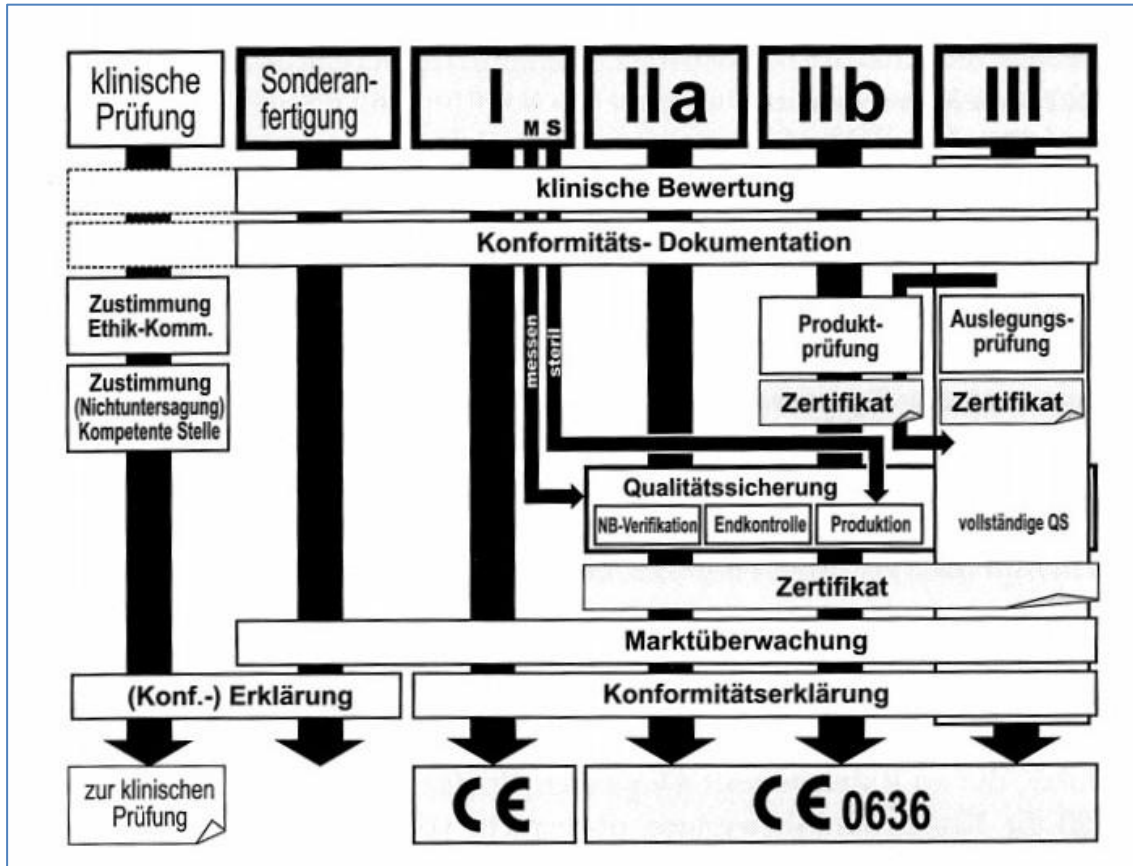 klinische
Prüfung
Sonderan-
fertigung
I
M S
IIa
IIb
III
klinische Bewertung
Konformitäts- Dokumentation
Zustimmung
Ethik-Komm.
Zustimmung
(Nichtuntersagung)
Kompetente Stelle
messen
steril
Produkt-
prüfung
Zertifikat
Auslegungs-
prüfung
Zertifikat
Qualitätssicherung
NB-Verifikation
Endkontrolle
Produktion
vollständige QS
Zertifikat
Marktüberwachung
(Konf.-) Erklärung
Konformitätserklärung
zur klinischen
Prüfung
CE
CE 0636